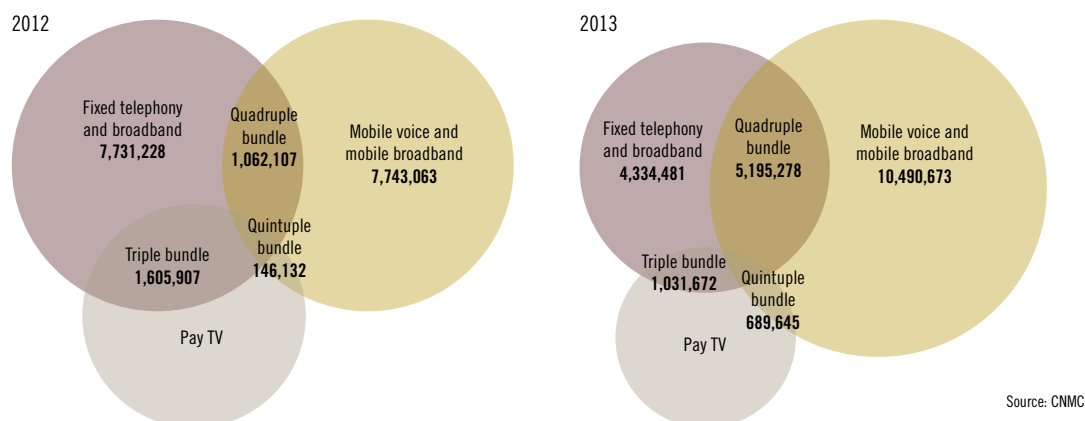 2012
Fixed telephony
and broadband
7,731,228
Quadruple
bundle
1,062,107
Mobile voice and
mobile broadband
7,743,063
Triple bundle
1,605,907
Quintuple
bundle
146,132
Pay TV
2013
Fixed telephony
and broadband
4,334,481
Quadruple
bundle
5,195,278
Mobile voice and
mobile broadband
10,490,673
Triple bundle
1,031,672
Quintuple
bundle
689,645
Pay TV
Source: CNMC